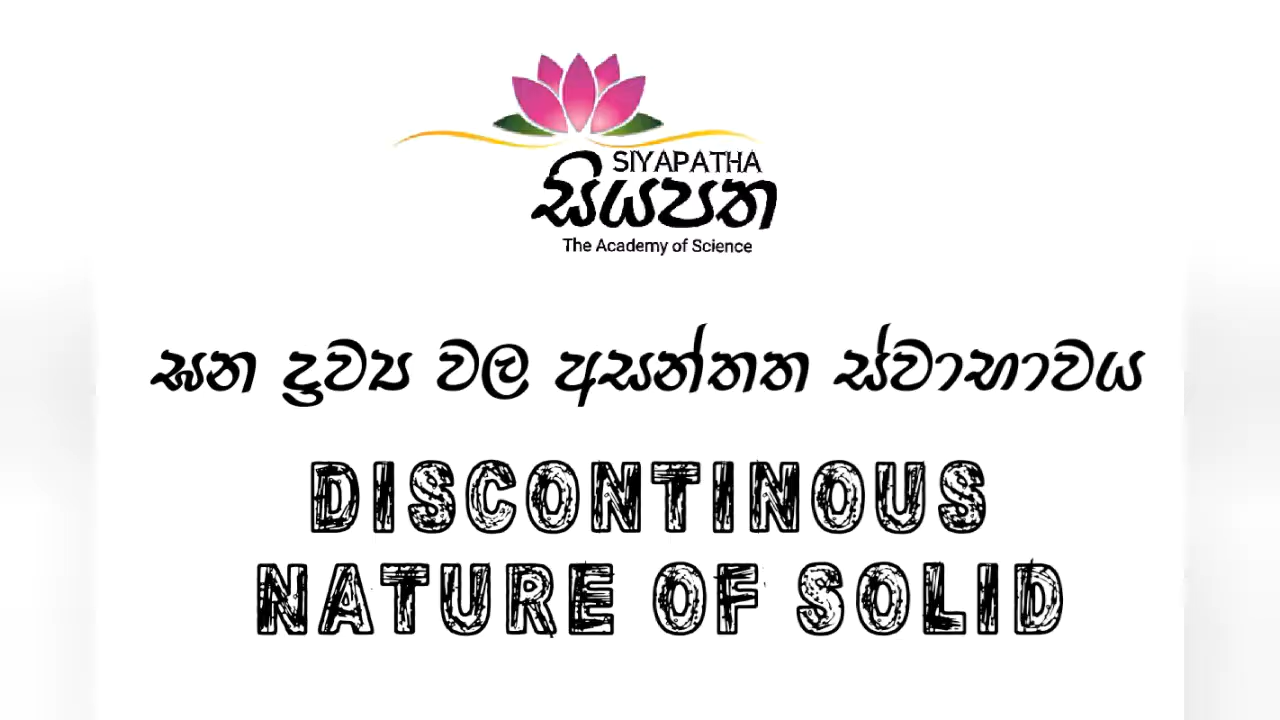 SIYAPATHA
සියපත
The Academy of Science
ඝන ද්‍රව්‍ය වල අසන්තත ස්වාභාවය
DISCONTINOUS
NATURE OF SOLID